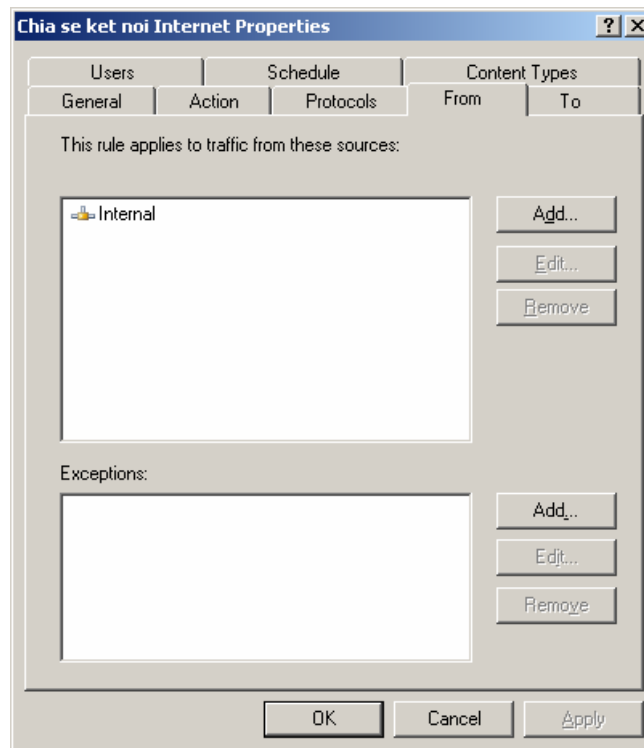 Chia se ket noi Internet Properties
Users Schedule Content Types
General Action Protocols From To
This rule applies to traffic from these sources:
Internal
Add...
Edit...
Remove
Exceptions:
Add...
Edit...
Remove
OK Cancel Apply